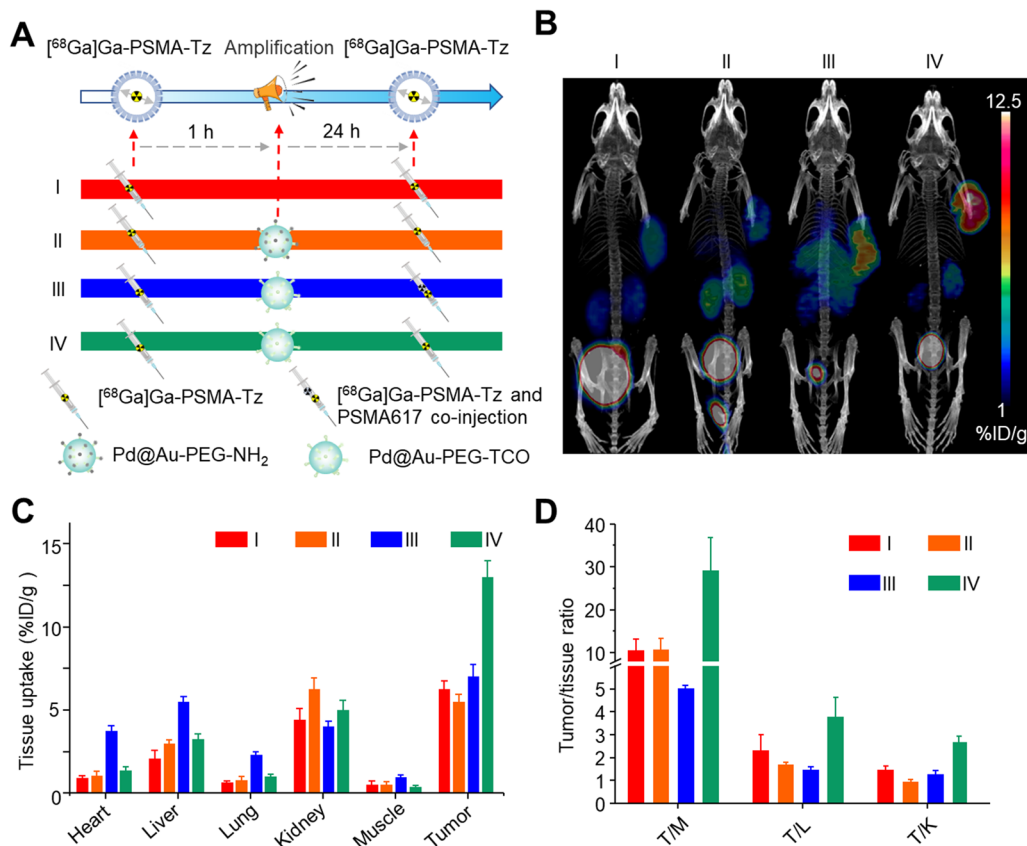 A
[⁶⁸Ga]Ga-PSMA-Tz Amplification [⁶⁸Ga]Ga-PSMA-Tz
1 h 24 h
I
II
III
IV
[⁶⁸Ga]Ga-PSMA-Tz
[⁶⁸Ga]Ga-PSMA-Tz and
PSMA617 co-injection
Pd@Au-PEG-NH₂
Pd@Au-PEG-TCO
B
I II III IV
12.5
1
%ID/g
C
I II III IV
Tissue uptake (%ID/g )
15
10
5
0
Heart Liver Lung Kidney Muscle Tumor
D
I II
III IV
Tumor/tissue ratio
40
30
20
10
5
4
3
2
1
0
T/M T/L T/K